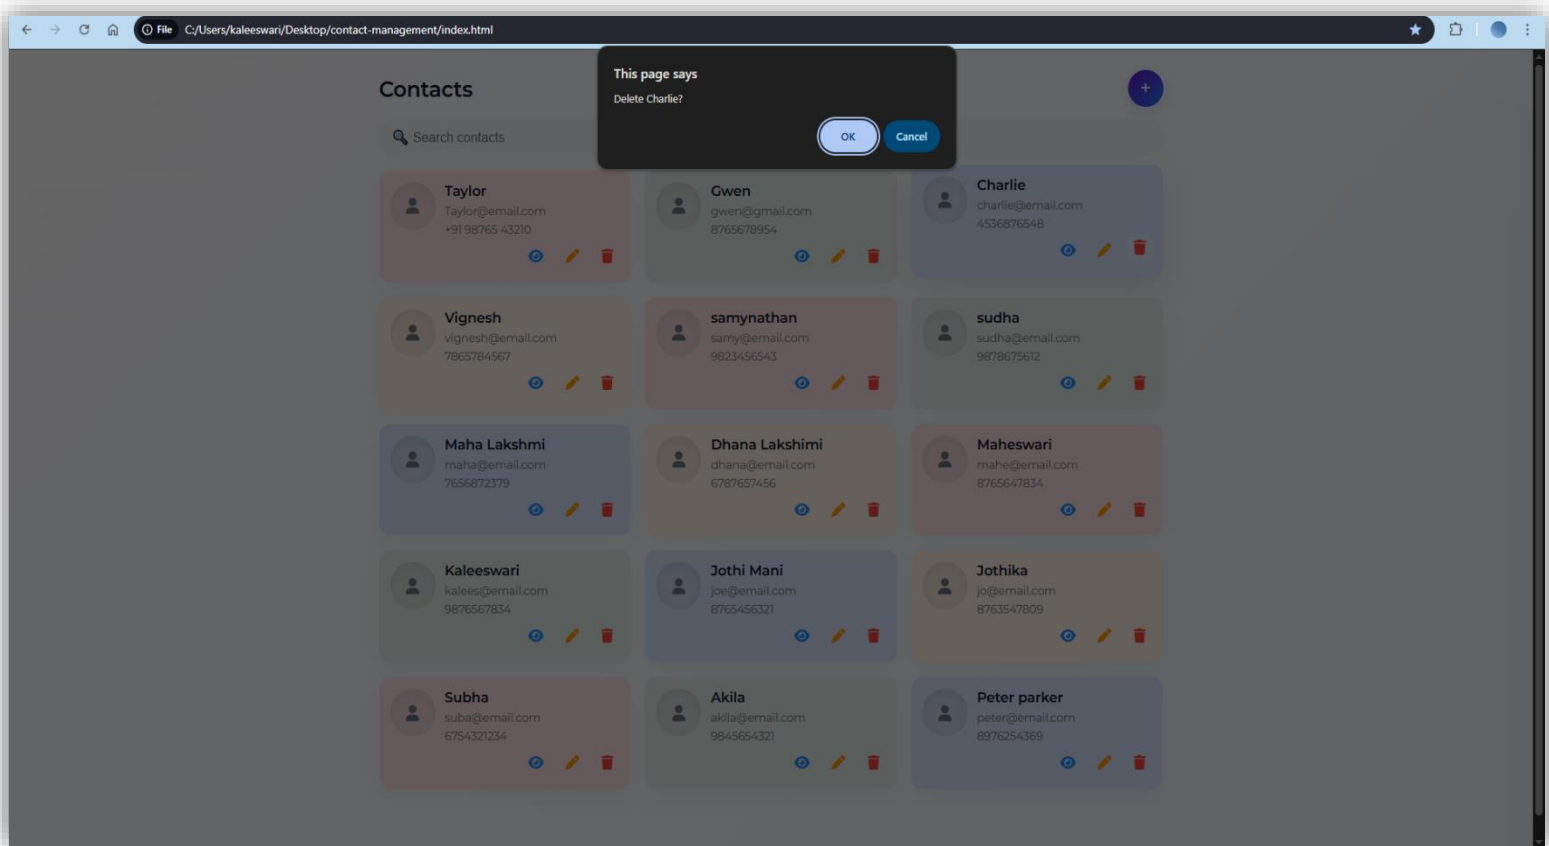 File C:/Users/kaleeswari/Desktop/contact-management/index.html
This page says
Delete Charlie?
OK Cancel
Contacts
+
Search contacts
Taylor
Taylor@email.com
+91 98765 43210
Gwen
gwen@gmail.com
8765678954
Charlie
charlie@email.com
4536876548
Vignesh
vignesh@email.com
7865784567
samynathan
samy@email.com
9823456543
sudha
sudha@email.com
9878675612
Maha Lakshmi
maha@email.com
7656872379
Dhana Lakshimi
dhana@email.com
6787657456
Maheswari
mahe@email.com
8765647834
Kaleeswari
kalees@email.com
9876567834
Jothi Mani
joe@email.com
8765456321
Jothika
jo@email.com
8763547809
Subha
suba@email.com
6754321234
Akila
akila@email.com
9845654321
Peter parker
peter@email.com
8976254369